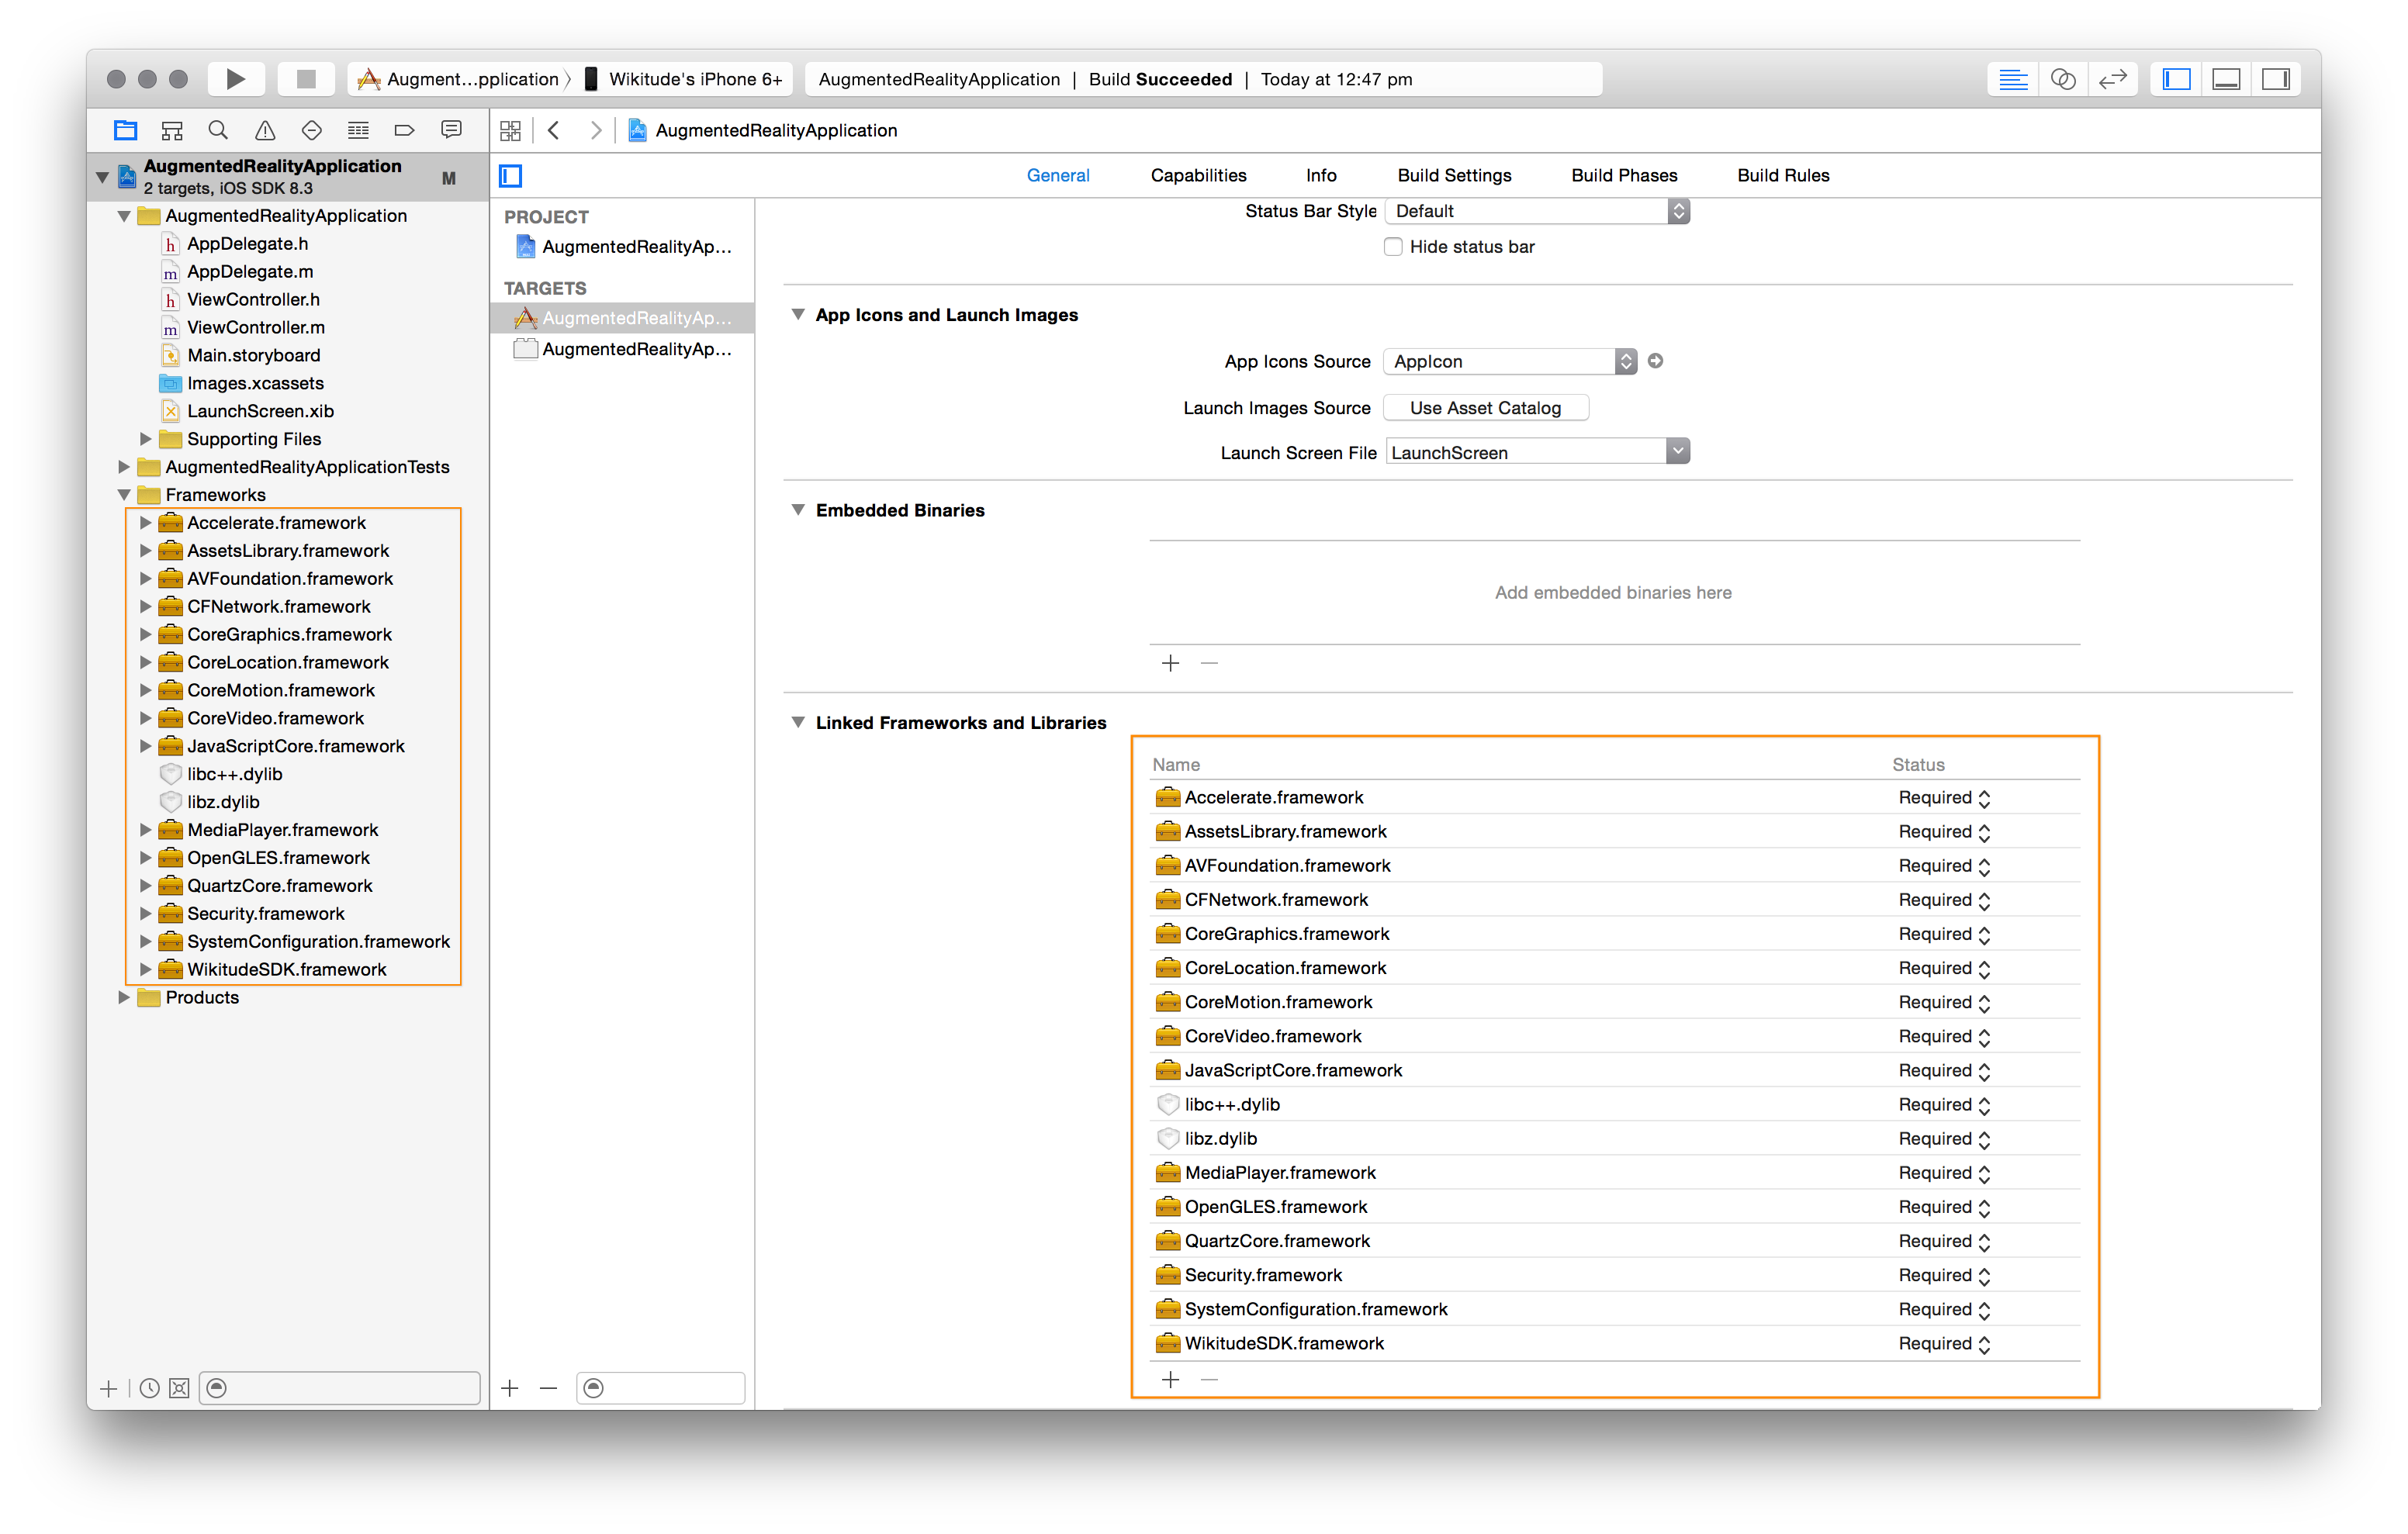 Augment...pplication
Wikitude's iPhone 6+
AugmentedRealityApplication | Build Succeeded | Today at 12:47 pm
AugmentedRealityApplication
2 targets, iOS SDK 8.3
M
AugmentedRealityApplication
AppDelegate.h
AppDelegate.m
ViewController.h
ViewController.m
Main.storyboard
Images.xcassets
LaunchScreen.xib
Supporting Files
AugmentedRealityApplicationTests
Frameworks
Accelerate.framework
AssetsLibrary.framework
AVFoundation.framework
CFNetwork.framework
CoreGraphics.framework
CoreLocation.framework
CoreMotion.framework
CoreVideo.framework
JavaScriptCore.framework
libc++.dylib
libz.dylib
MediaPlayer.framework
OpenGLES.framework
QuartzCore.framework
Security.framework
SystemConfiguration.framework
WikitudeSDK.framework
Products
AugmentedRealityApplication
General Capabilities Info Build Settings Build Phases Build Rules
PROJECT
AugmentedRealityAp...
TARGETS
AugmentedRealityAp...
AugmentedRealityAp...
Status Bar Style Default
Hide status bar
App Icons and Launch Images
App Icons Source AppIcon
Launch Images Source Use Asset Catalog
Launch Screen File LaunchScreen
Embedded Binaries
Add embedded binaries here
Linked Frameworks and Libraries
Name Status
Accelerate.framework Required
AssetsLibrary.framework Required
AVFoundation.framework Required
CFNetwork.framework Required
CoreGraphics.framework Required
CoreLocation.framework Required
CoreMotion.framework Required
CoreVideo.framework Required
JavaScriptCore.framework Required
libc++.dylib Required
libz.dylib Required
MediaPlayer.framework Required
OpenGLES.framework Required
QuartzCore.framework Required
Security.framework Required
SystemConfiguration.framework Required
WikitudeSDK.framework Required